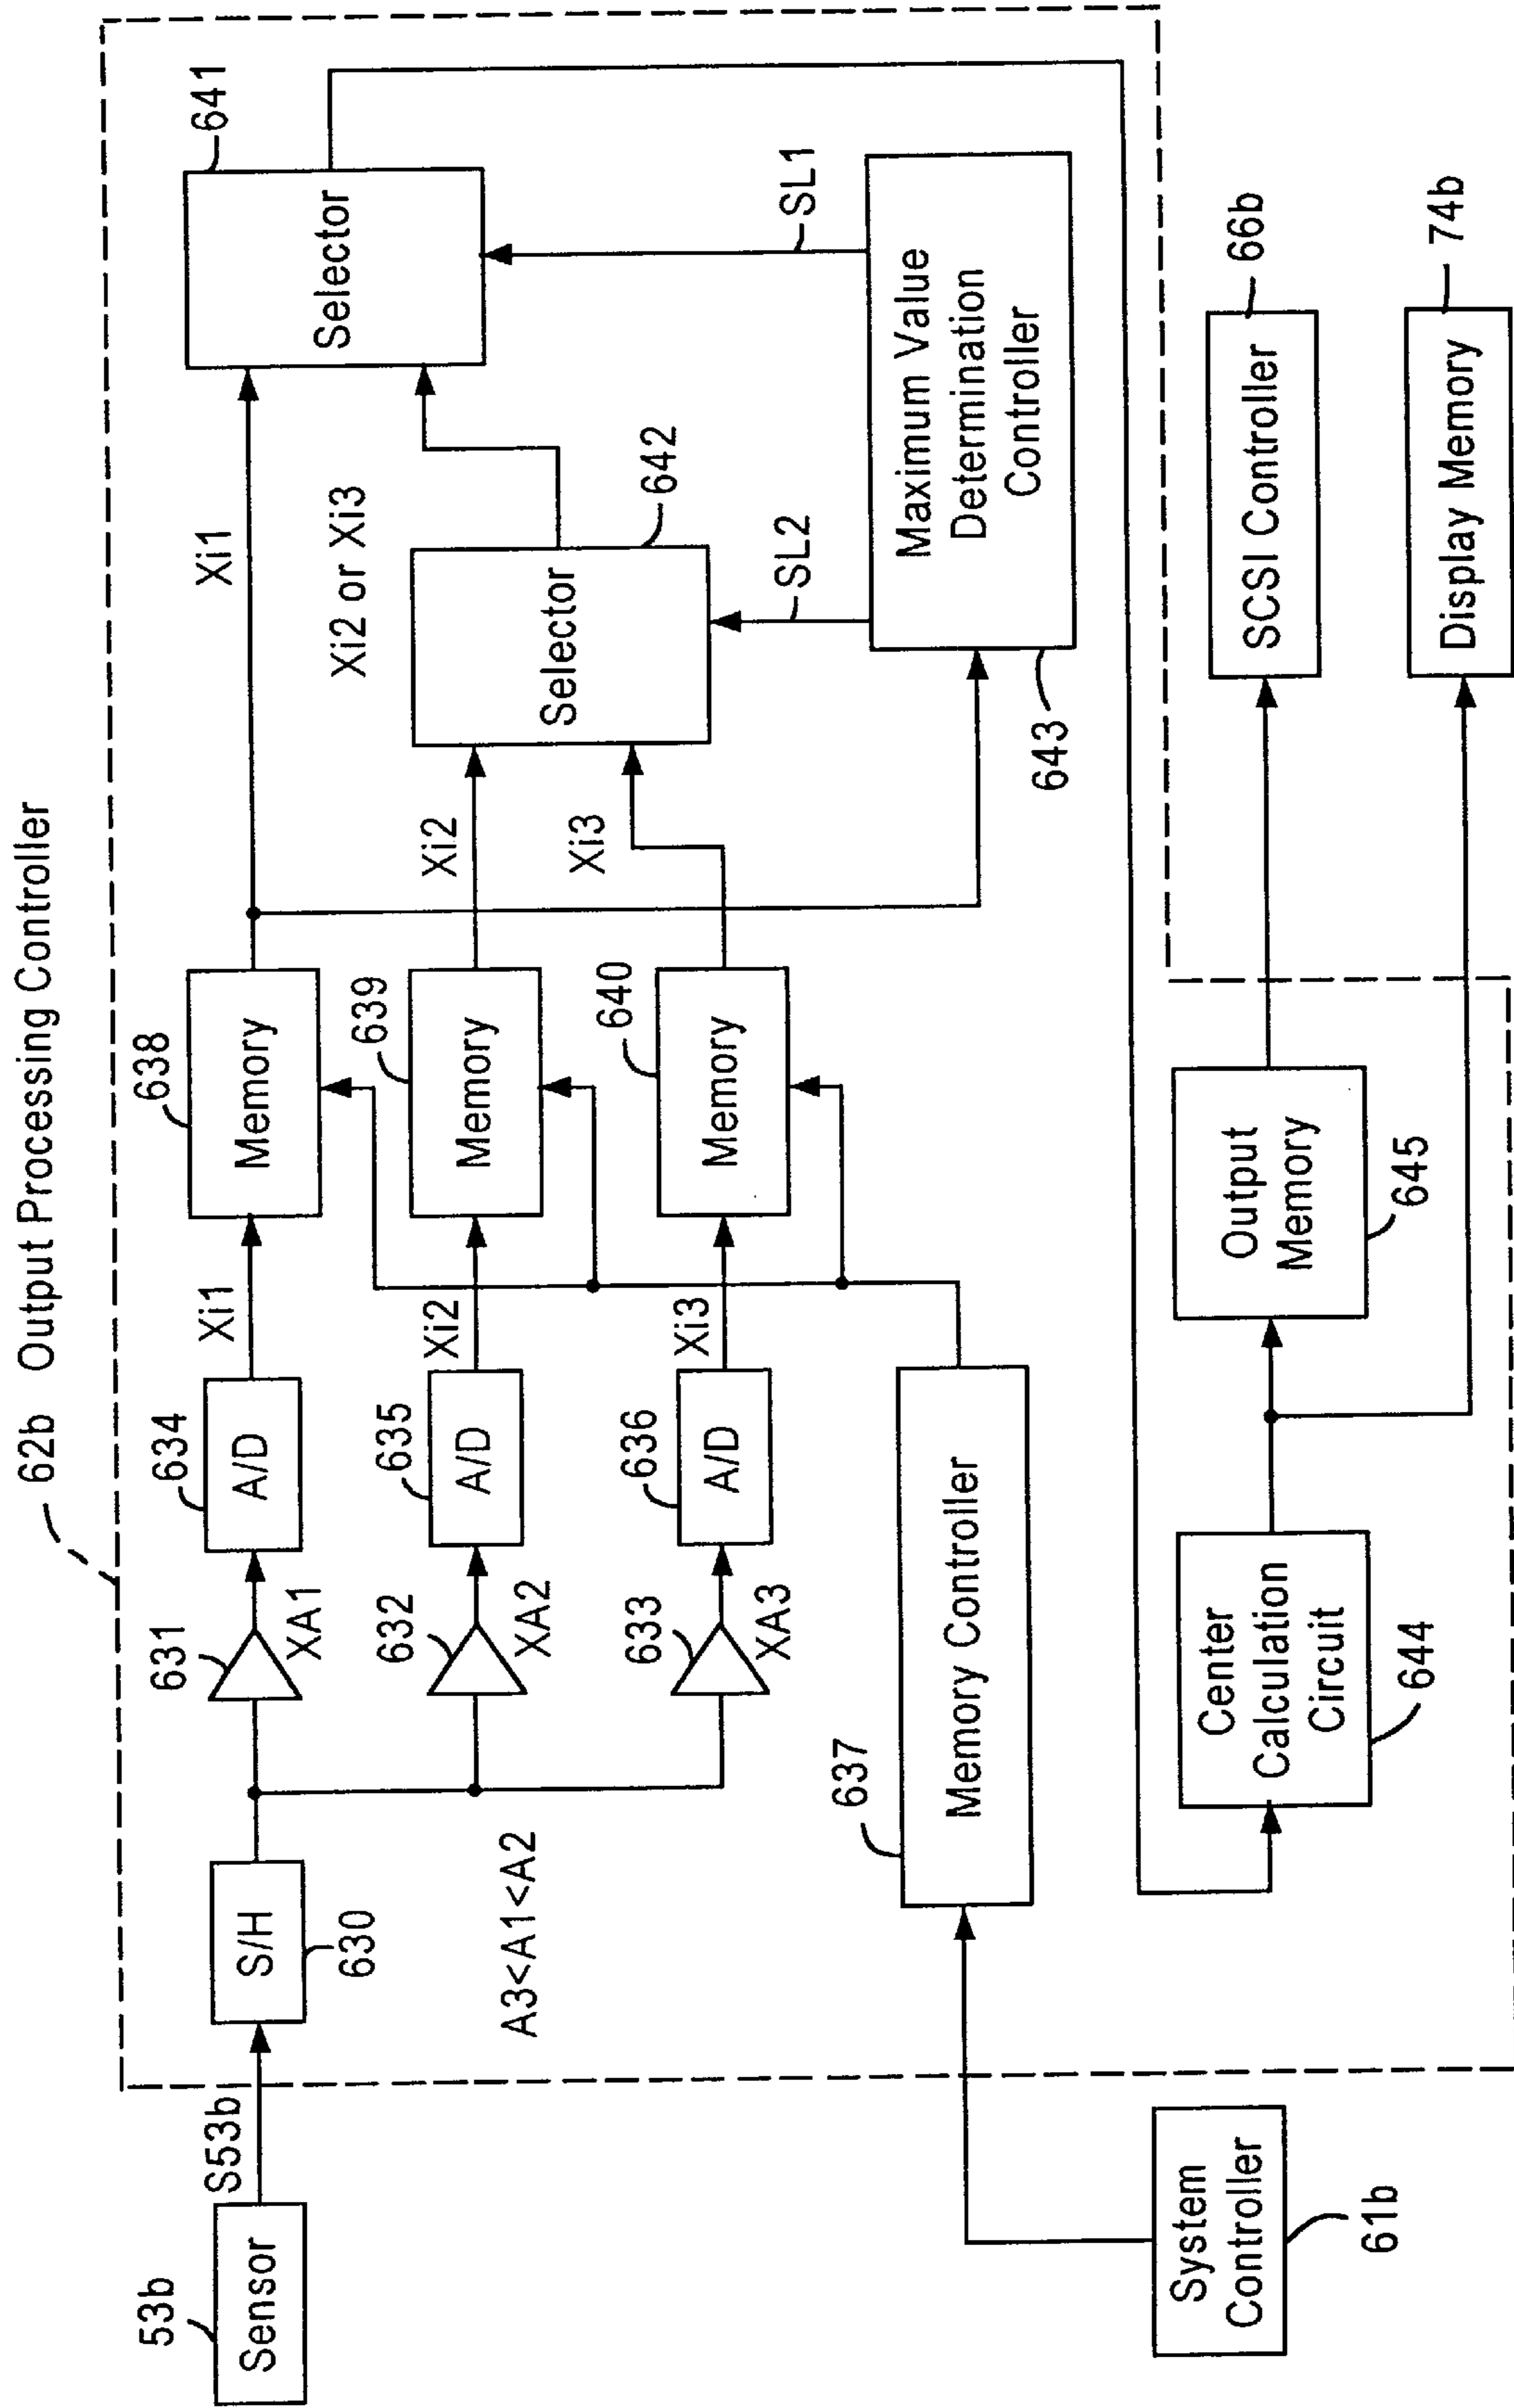 62b Output Processing Controller
53b
Sensor
S53b
S/H
630
A3<A1<A2
631
XA1
632
XA2
633
XA3
634
A/D
635
A/D
636
A/D
Xi1
Xi2
Xi3
637
Memory Controller
638
Memory
639
Memory
640
Memory
Xi1
Xi2
Xi3
Xi2 or Xi3
641
Selector
642
Selector
SL1
SL2
Maximum Value
Determination
Controller
643
System
Controller
61b
Center
Calculation
Circuit
644
Output
Memory
645
SCSI Controller
66b
Display Memory
74b